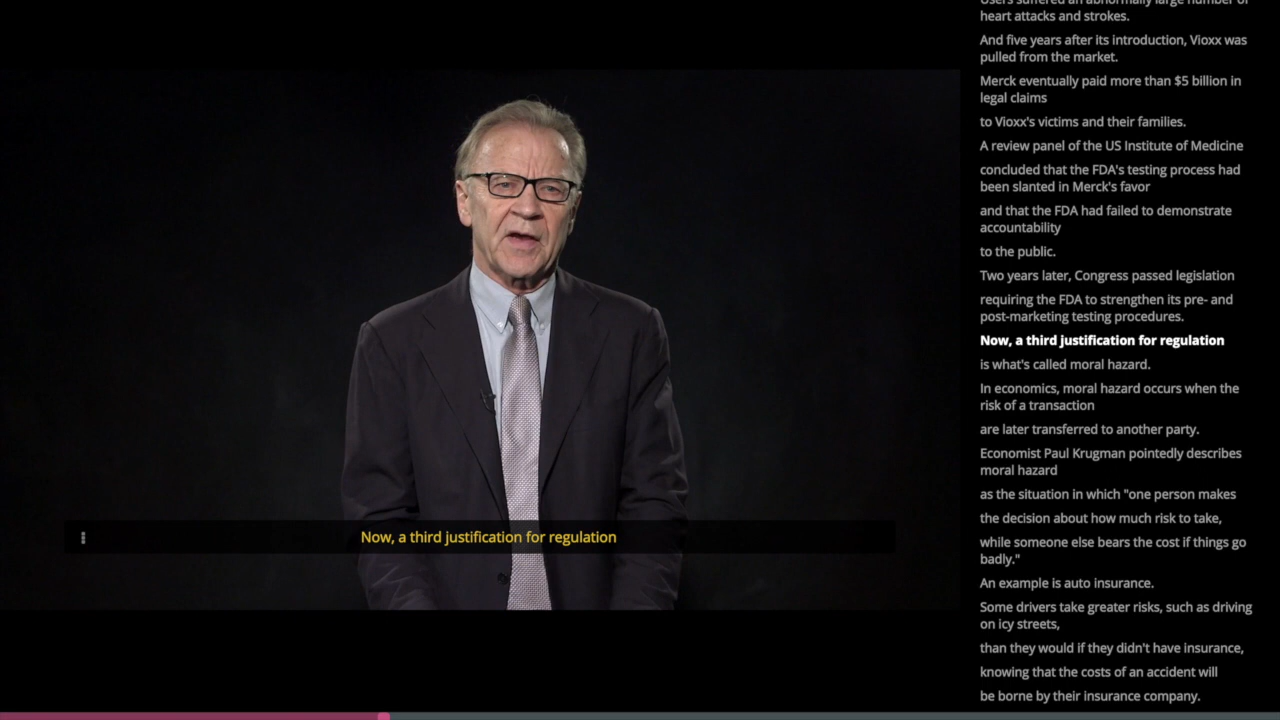 Users suffered an abnormally large number of
heart attacks and strokes.
And five years after its introduction, Vioxx was
pulled from the market.
Merck eventually paid more than $5 billion in
legal claims
to Vioxx's victims and their families.
A review panel of the US Institute of Medicine
concluded that the FDA's testing process had
been slanted in Merck's favor
and that the FDA had failed to demonstrate
accountability
to the public.
Two years later, Congress passed legislation
requiring the FDA to strengthen its pre- and
post-marketing testing procedures.
Now, a third justification for regulation
is what's called moral hazard.
In economics, moral hazard occurs when the
risk of a transaction
are later transferred to another party.
Economist Paul Krugman pointedly describes
moral hazard
as the situation in which "one person makes
the decision about how much risk to take,
while someone else bears the cost if things go
badly."
An example is auto insurance.
Some drivers take greater risks, such as driving
on icy streets,
than they would if they didn't have insurance,
knowing that the costs of an accident will
be borne by their insurance company.
Now, a third justification for regulation